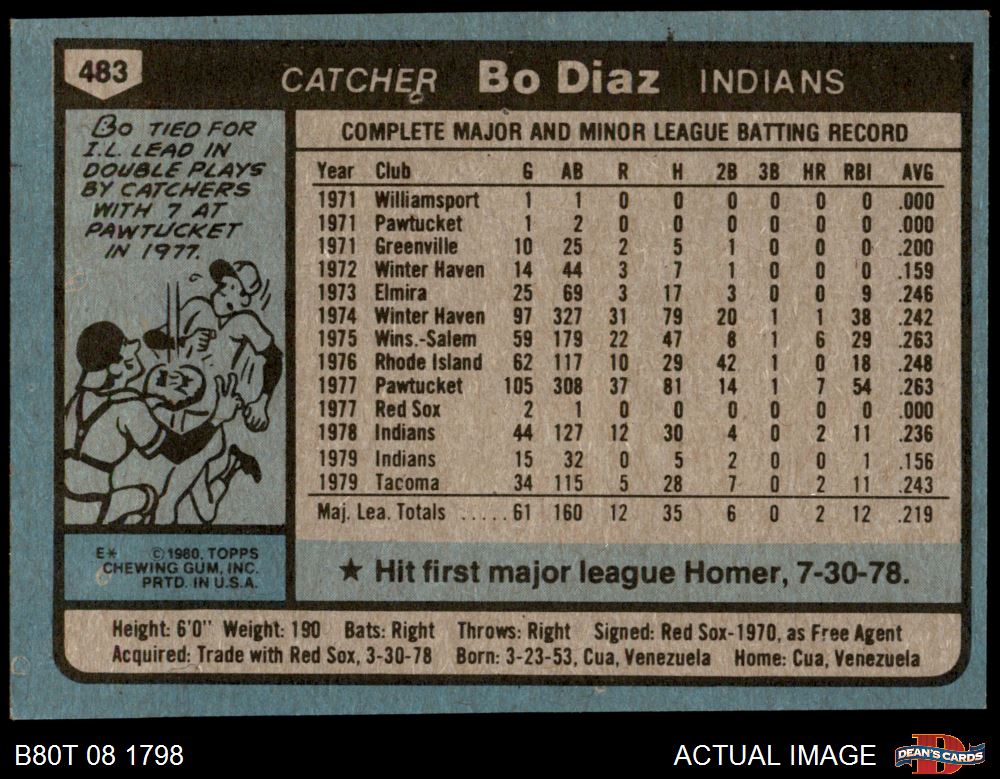 483
CATCHER Bo Diaz INDIANS
BO TIED FOR
I.L. LEAD IN
DOUBLE PLAYS
BY CATCHERS
WITH 7 AT
PAWTUCKET
IN 1977.
COMPLETE MAJOR AND MINOR LEAGUE BATTING RECORD
Year Club G AB R H 2B 3B HR RBI AVG
1971 Williamsport 1 1 0 0 0 0 0 0 .000
1971 Pawtucket 1 2 0 0 0 0 0 0 .000
1971 Greenville 10 25 2 5 1 0 0 0 .200
1972 Winter Haven 14 44 3 7 1 0 0 0 .159
1973 Elmira 25 69 3 17 3 0 0 9 .246
1974 Winter Haven 97 327 31 79 20 1 1 38 .242
1975 Wins.-Salem 59 179 22 47 8 1 6 29 .263
1976 Rhode Island 62 117 10 29 42 1 0 18 .248
1977 Pawtucket 105 308 37 81 14 1 7 54 .263
1977 Red Sox 2 1 0 0 0 0 0 0 .000
1978 Indians 44 127 12 30 4 0 2 11 .236
1979 Indians 15 32 0 5 2 0 0 1 .156
1979 Tacoma 34 115 5 28 7 0 2 11 .243
Maj. Lea. Totals .....61 160 12 35 6 0 2 12 .219
E* © 1980, TOPPS
CHEWING GUM, INC.
PRTD. IN U.S.A.
★ Hit first major league Homer, 7-30-78.
Height: 6'0" Weight: 190 Bats: Right Throws: Right Signed: Red Sox-1970, as Free Agent
Acquired: Trade with Red Sox, 3-30-78 Born: 3-23-53, Cua, Venezuela Home: Cua, Venezuela
B80T 08 1798
ACTUAL IMAGE
D
DEAN'S CARDS